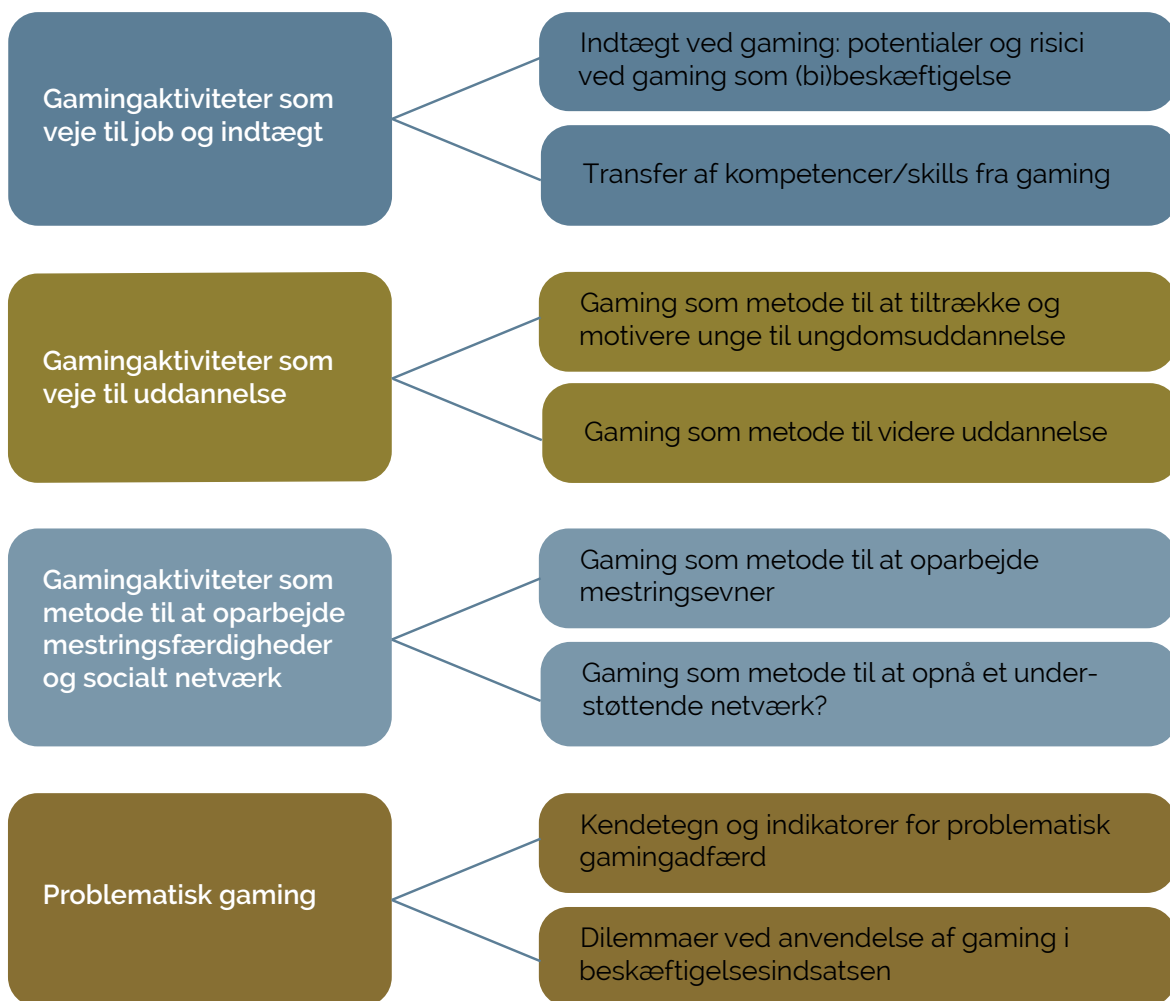 Gamingaktiviteter som
veje til job og indtægt
Indtægt ved gaming: potentialer og risici
ved gaming som (bi)beskæftigelse
Transfer af kompetencer/skills fra gaming
Gamingaktiviteter som
veje til uddannelse
Gaming som metode til at tiltrække og
motivere unge til ungdomsuddannelse
Gaming som metode til videre uddannelse
Gamingaktiviteter som
metode til at oparbejde
mestringsfærdigheder
og socialt netværk
Gaming som metode til at oparbejde
mestringsevner
Gaming som metode til at opnå et under-
støttende netværk?
Problematisk gaming
Kendetegn og indikatorer for problematisk
gamingadfærd
Dilemmaer ved anvendelse af gaming i
beskæftigelsesindsatsen